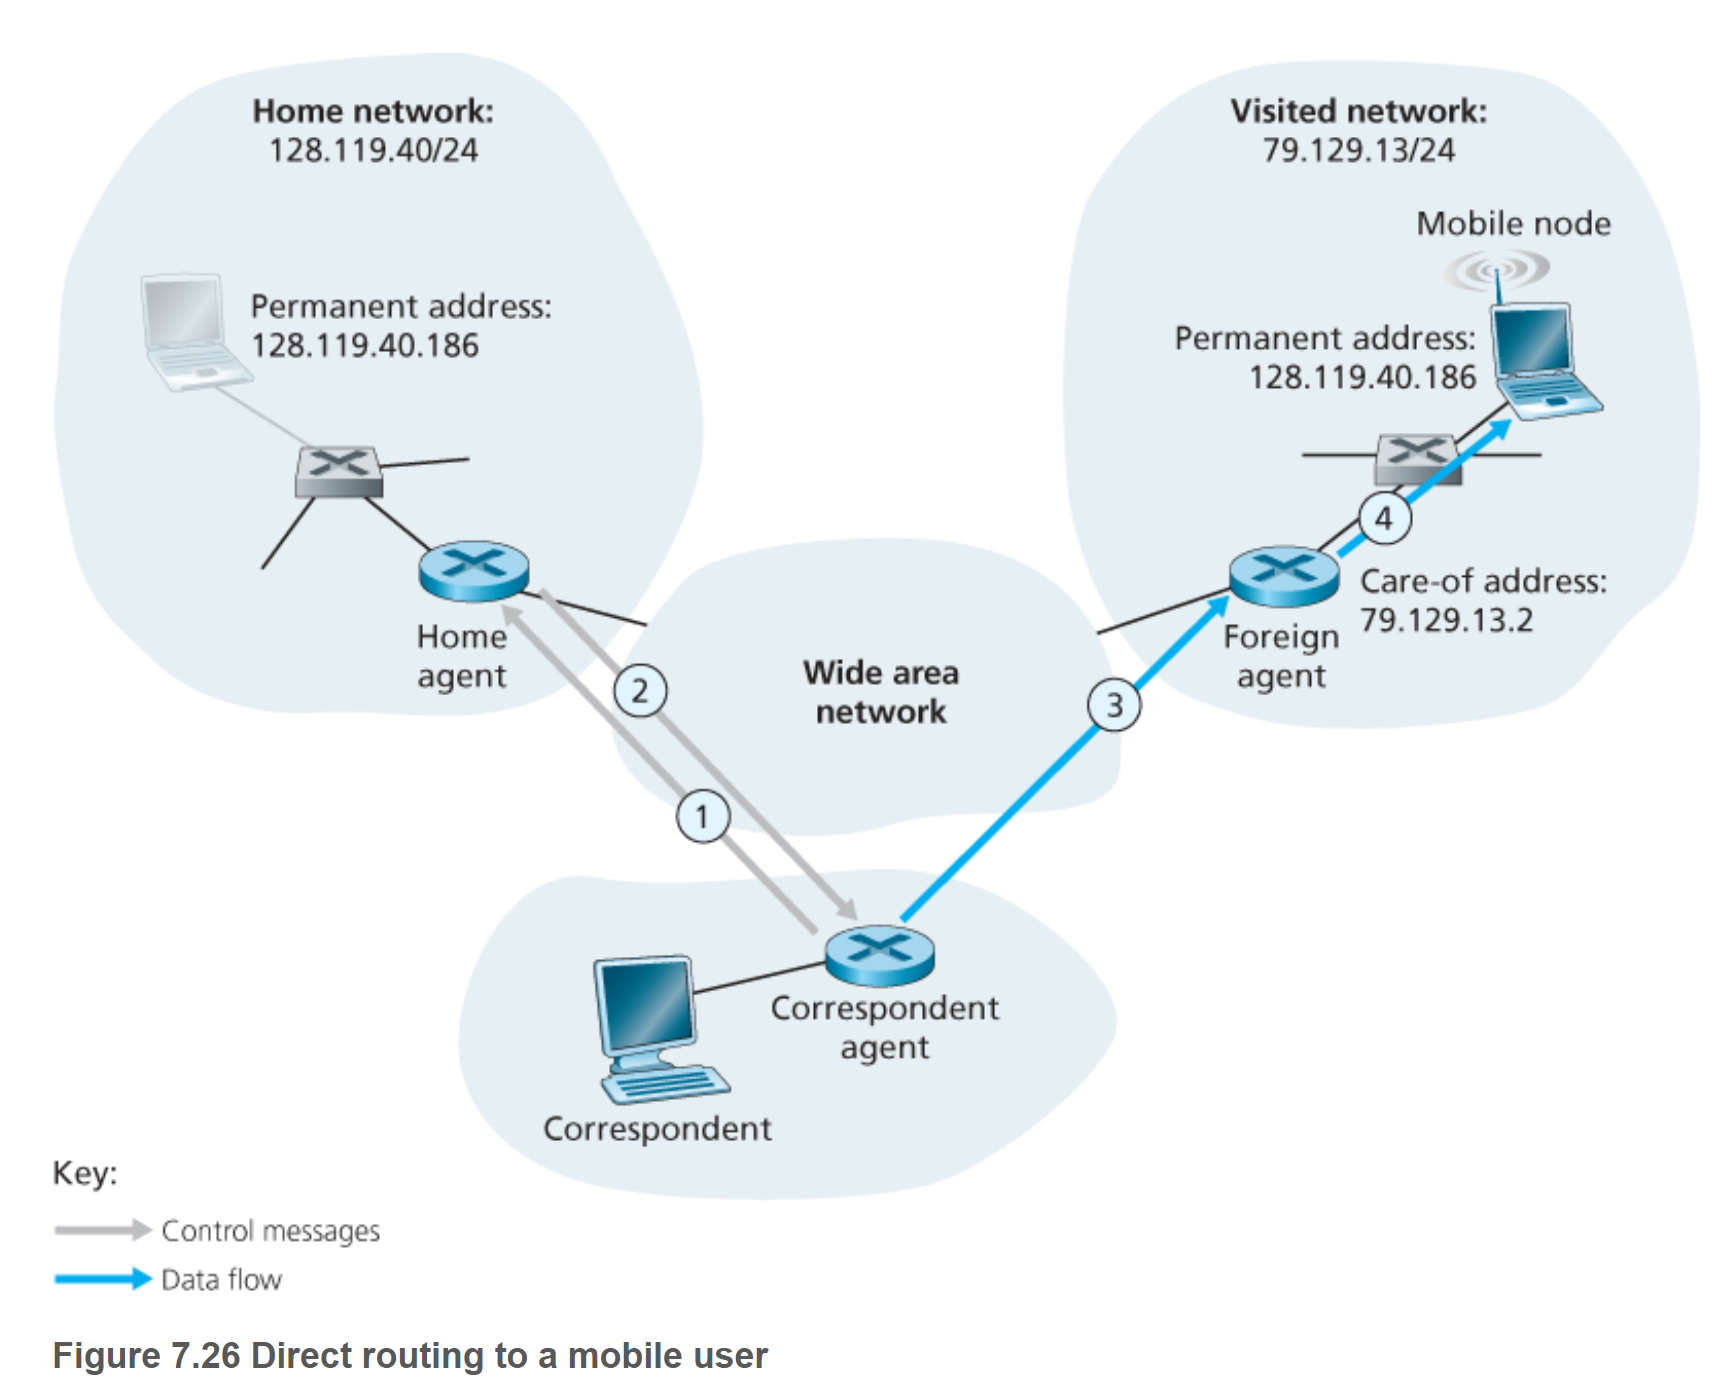 Home network:
128.119.40/24
Visited network:
79.129.13/24
Mobile node
Permanent address:
128.119.40.186
Permanent address:
128.119.40.186
4
Care-of address:
79.129.13.2
Home
agent
Foreign
agent
2
Wide area
network
3
1
Correspondent
agent
Correspondent
Key:
Control messages
Data flow
Figure 7.26 Direct routing to a mobile user